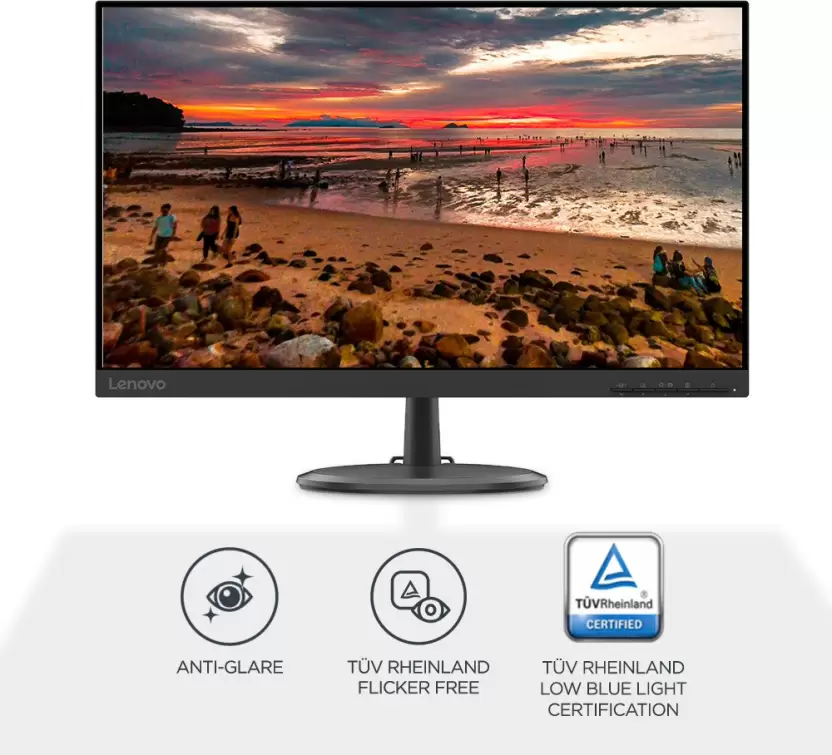 Lenovo
TÜVRheinland®
CERTIFIED
ANTI-GLARE
TÜV RHEINLAND
FLICKER FREE
TÜV RHEINLAND
LOW BLUE LIGHT
CERTIFICATION